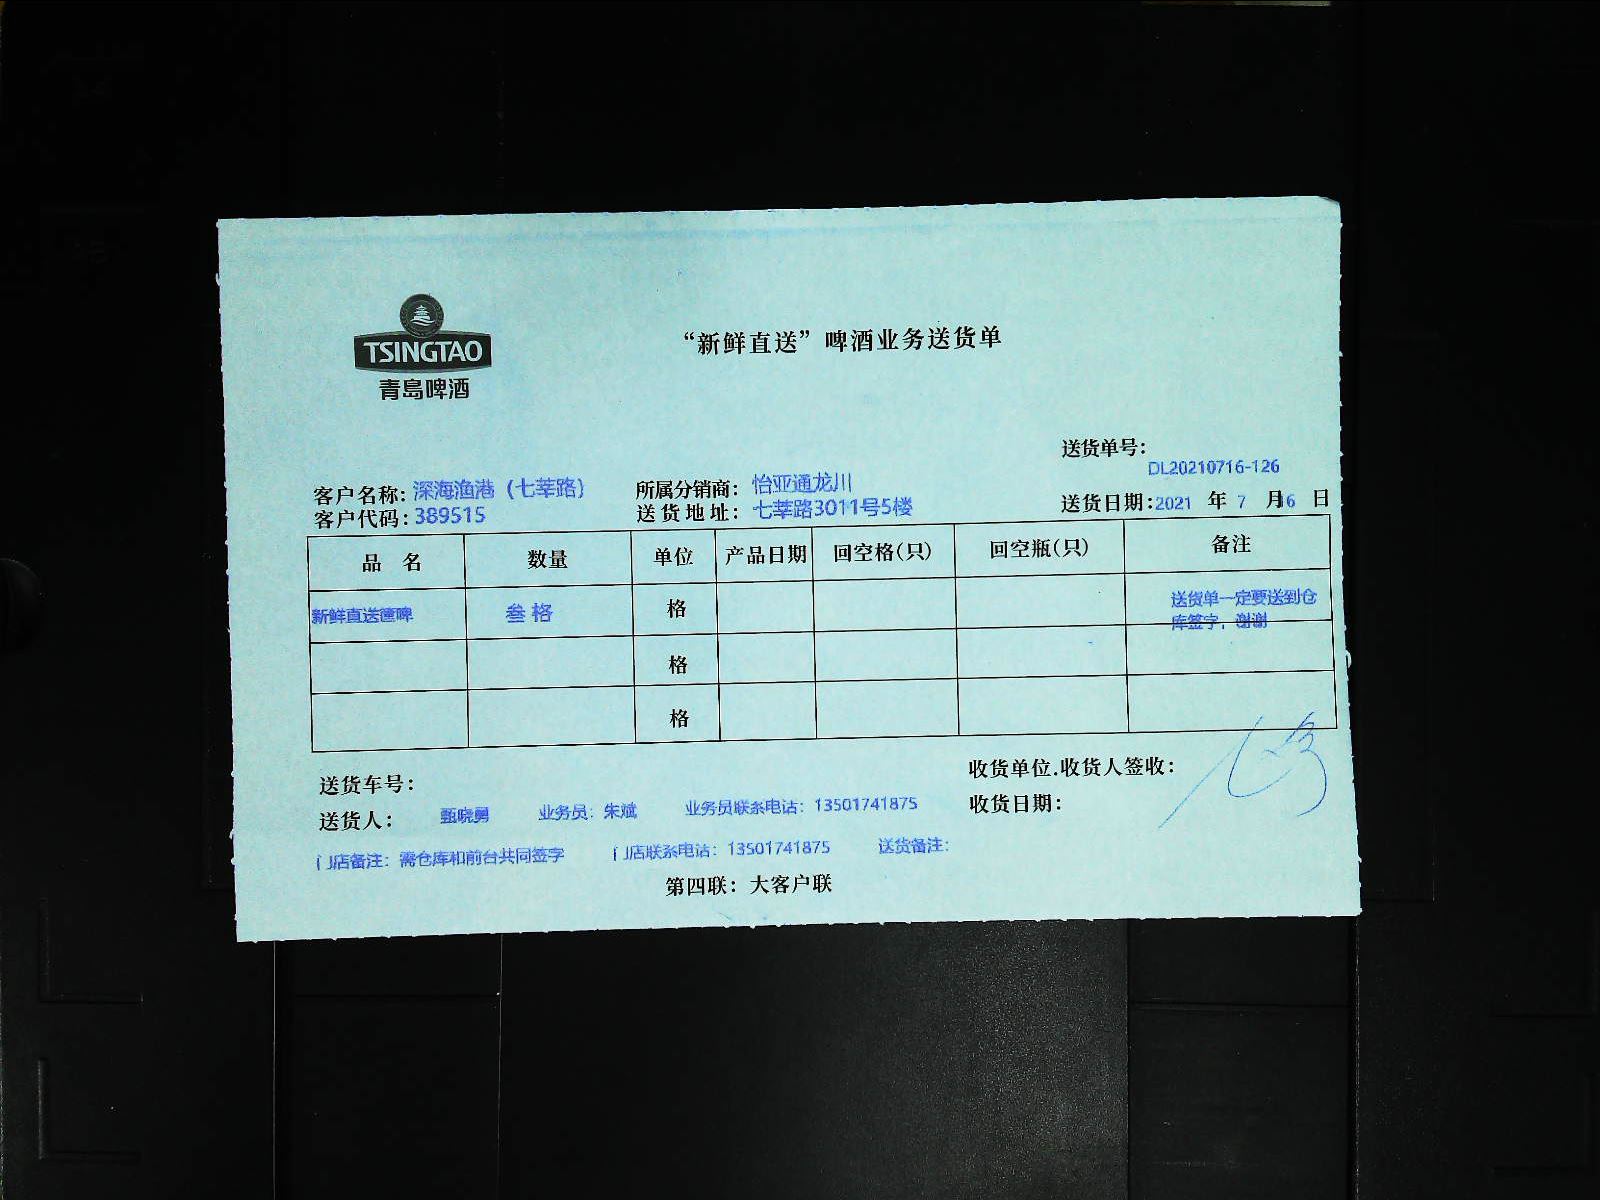 TSINGTAO
青島啤酒
“新鲜直送”啤酒业务送货单
送货单号：
DL20210716-126
客户名称：深海渔港（七莘路） 所属分销商：怡亚通龙川
客户代码：389515 送货地址：七莘路3011号5楼 送货日期：2021 年 7 月16 日
品 名 数量 单位 产品日期 回空格(只) 回空瓶(只) 备注
新鲜直送箧啤 叁 格 格 送货单一定要送到仓
库签字，谢谢
格
格
送货车号： 收货单位.收货人签收：
送货人： 甄晓勇 业务员：朱斌 业务员联系电话：13501741875 收货日期：
门店备注：需仓库和前台共同签字 门店联系电话：13501741875 送货备注：
第四联：大客户联